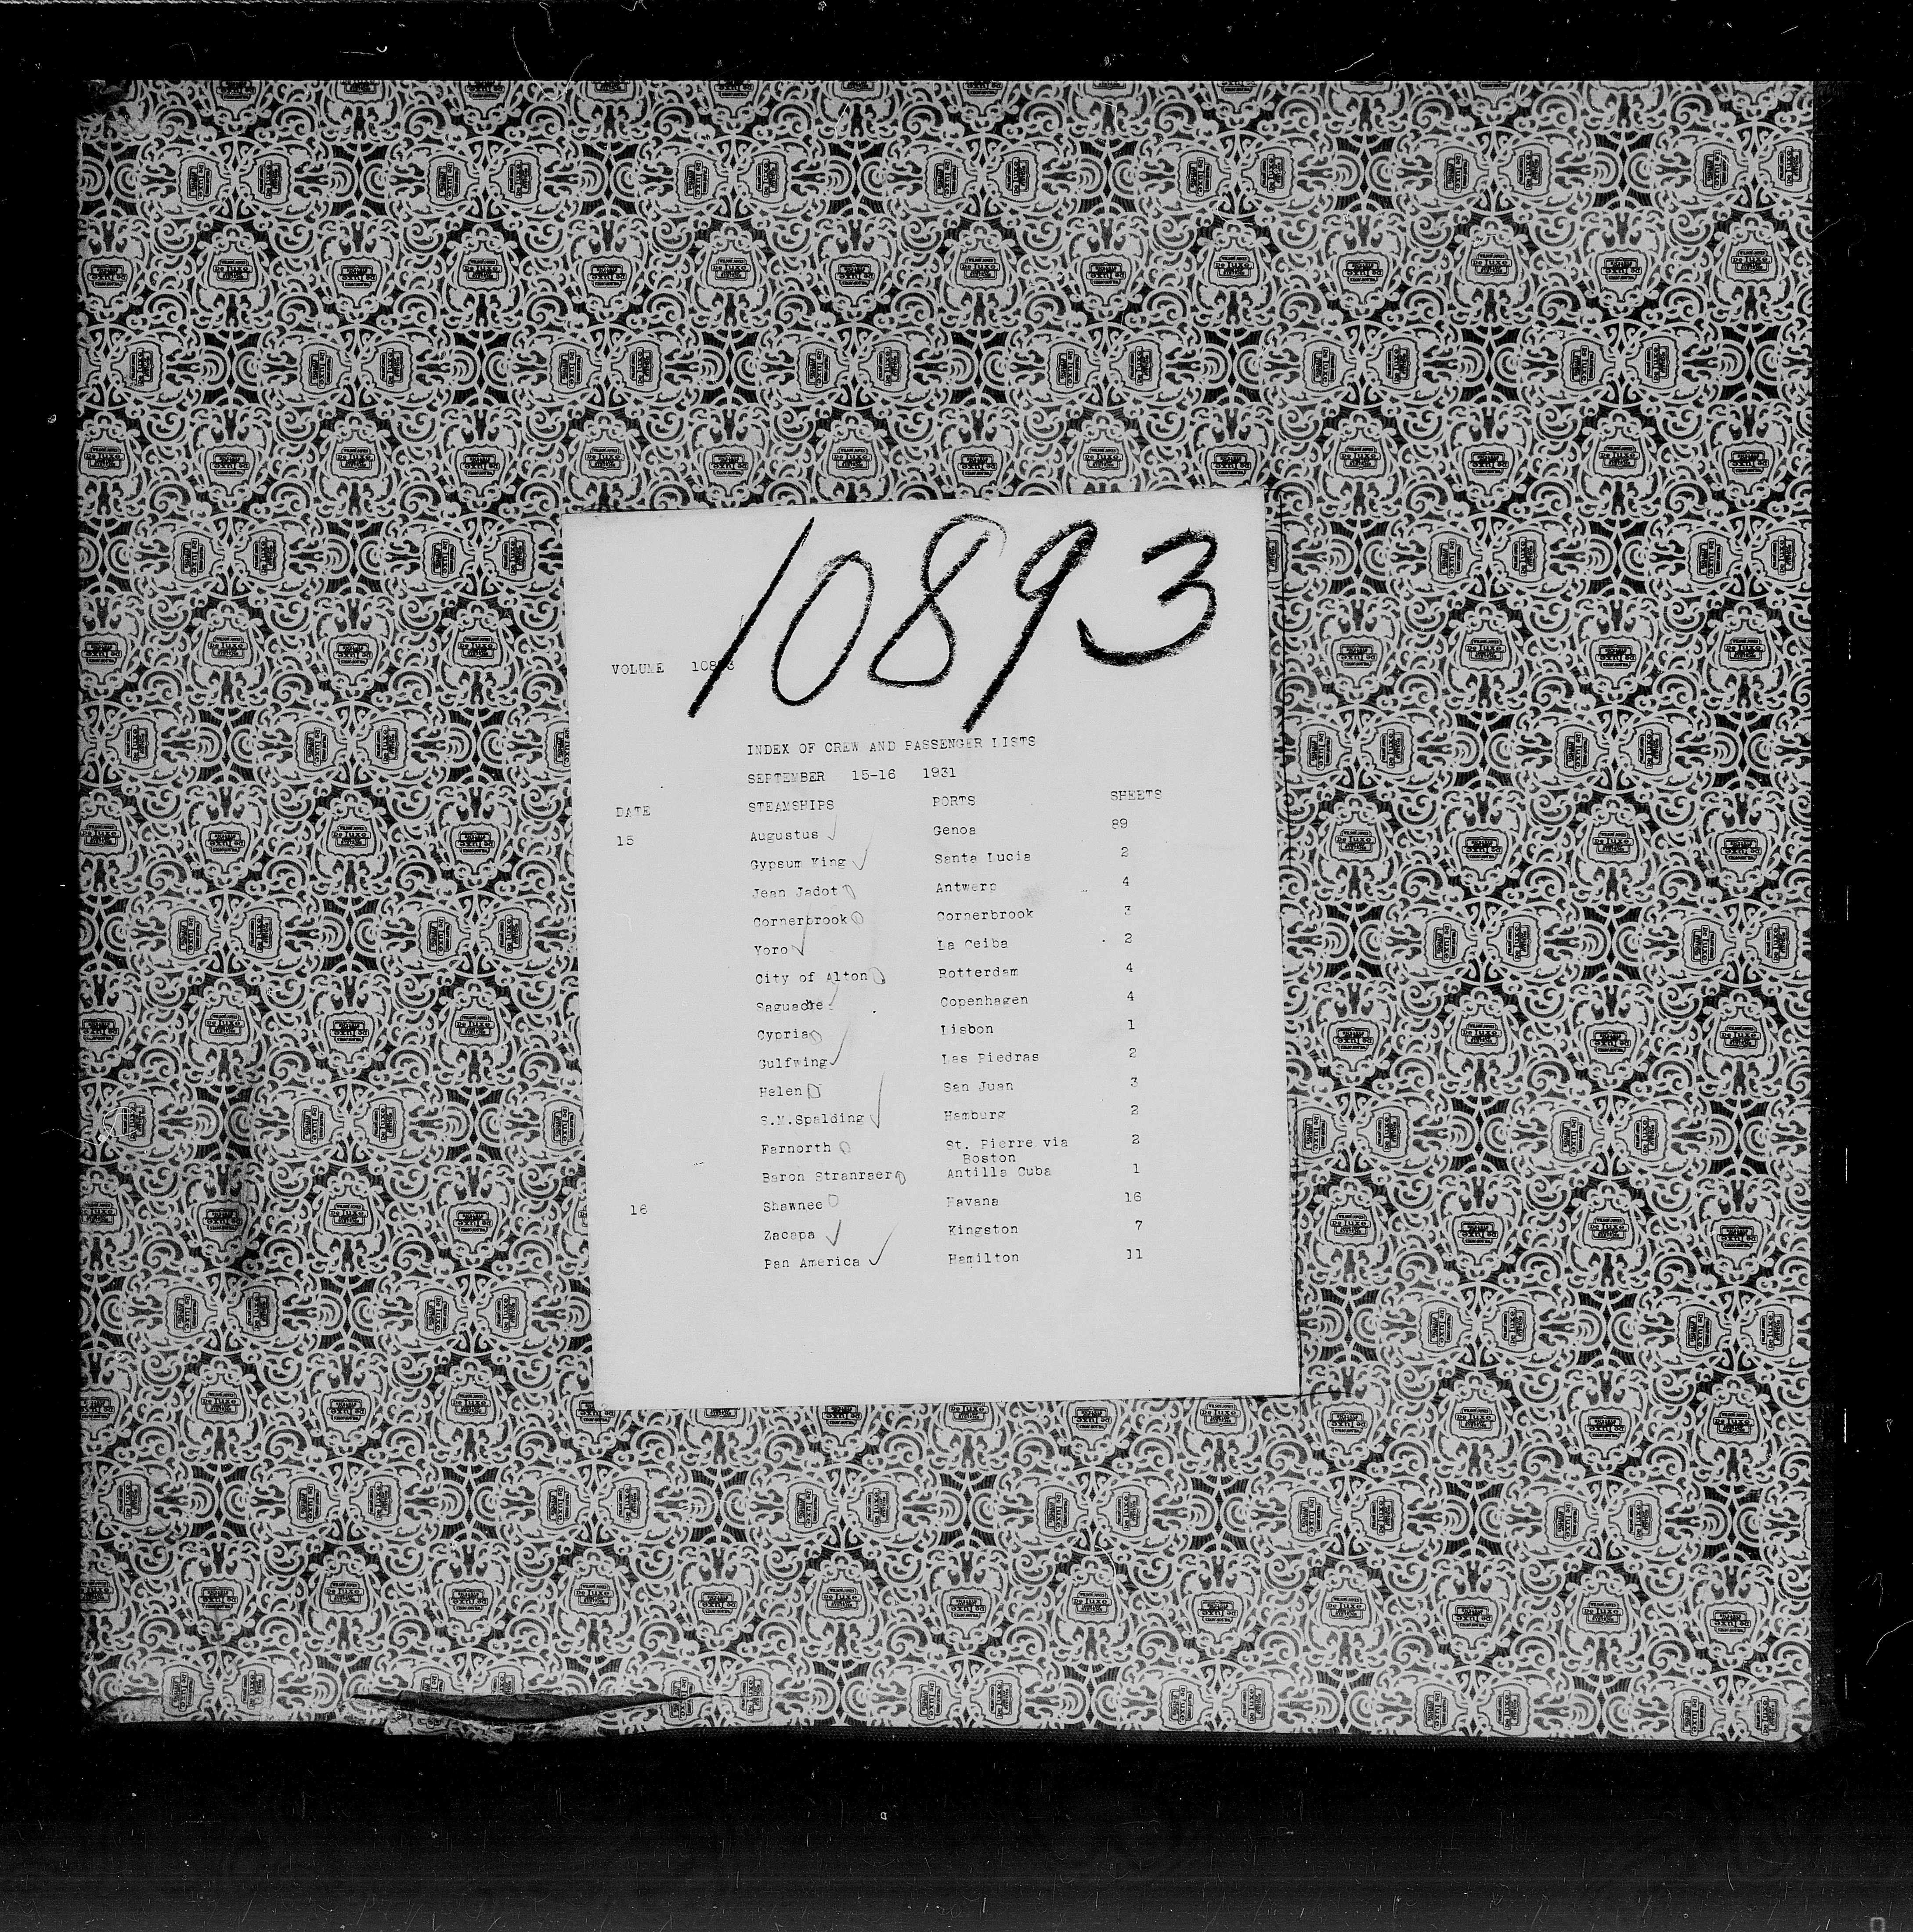 10893
VOLUME 10893
INDEX OF CREW AND PASSENGER LISTS
SEPTEMBER 15-16 1931
DATE STEAMSHIPS PORTS SHEETS
15 Augustus Genoa 89
Gypsum King Santa Lucia 2
Jean Jadot Antwerp 4
Cornerbrook Cornerbrook 3
Yoro La Ceiba 2
City of Alton Rotterdam 4
Saguache Copenhagen 4
Cypria Lisbon 1
Gulfwing Las Piedras 2
Helen San Juan 3
S.M.Spalding Hamburg 2
Farnorth St. Pierre via 2
Boston
Baron Stranraer Antilla Cuba 1
16 Shawnee Havana 16
Zacapa Kingston 7
Pan America Hamilton 11